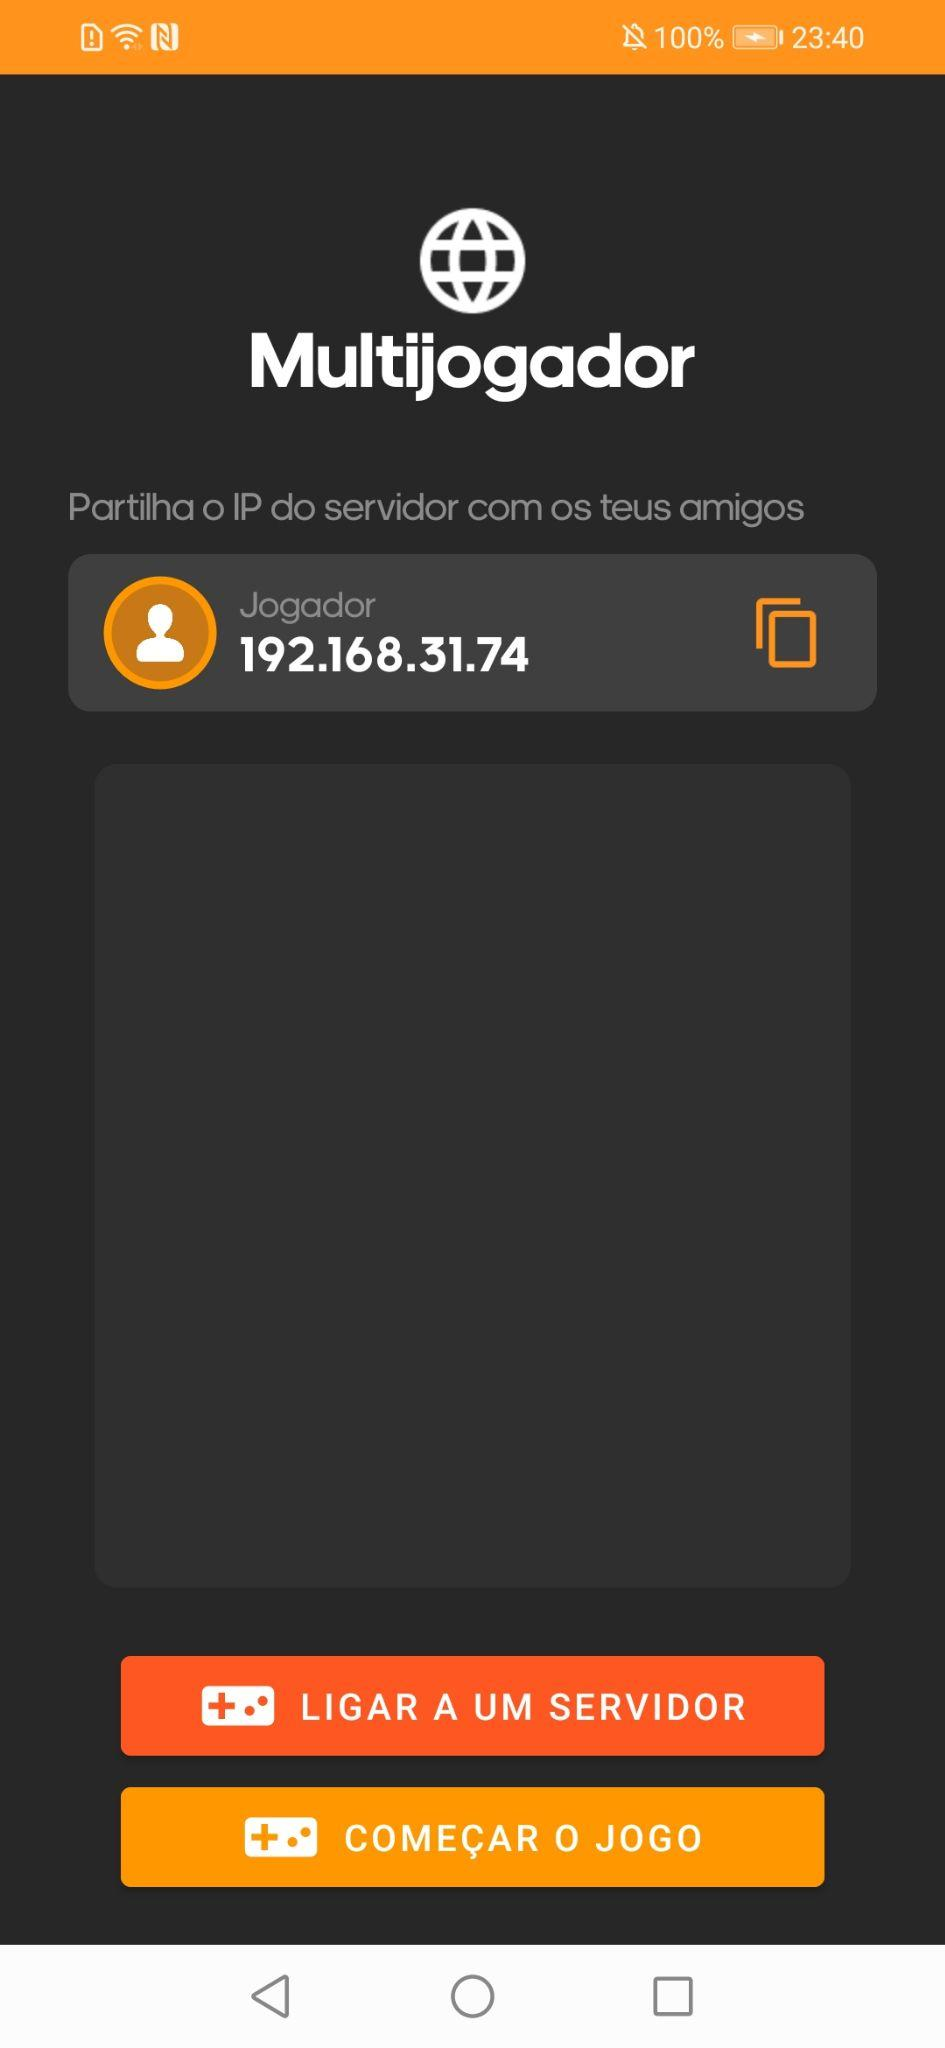 100% 23:40
Multijogador
Partilha o IP do servidor com os teus amigos
Jogador
192.168.31.74
LIGAR A UM SERVIDOR
COMEÇAR O JOGO